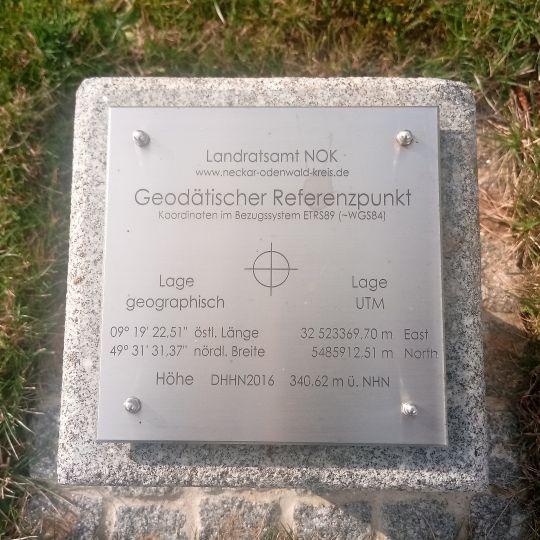 Landratsamt NOK
www.neckar-odenwald-kreis.de
Geodätischer Referenzpunkt
Koordinaten im Bezugssystem ETRS89 (~WGS84)
Lage geographisch
Lage UTM
09° 19' 22,51" östl. Länge 32 523369.70 m East
49° 31' 31,37" nördl. Breite 5485912.51 m North
Höhe DHHN2016 340.62 m ü. NHN